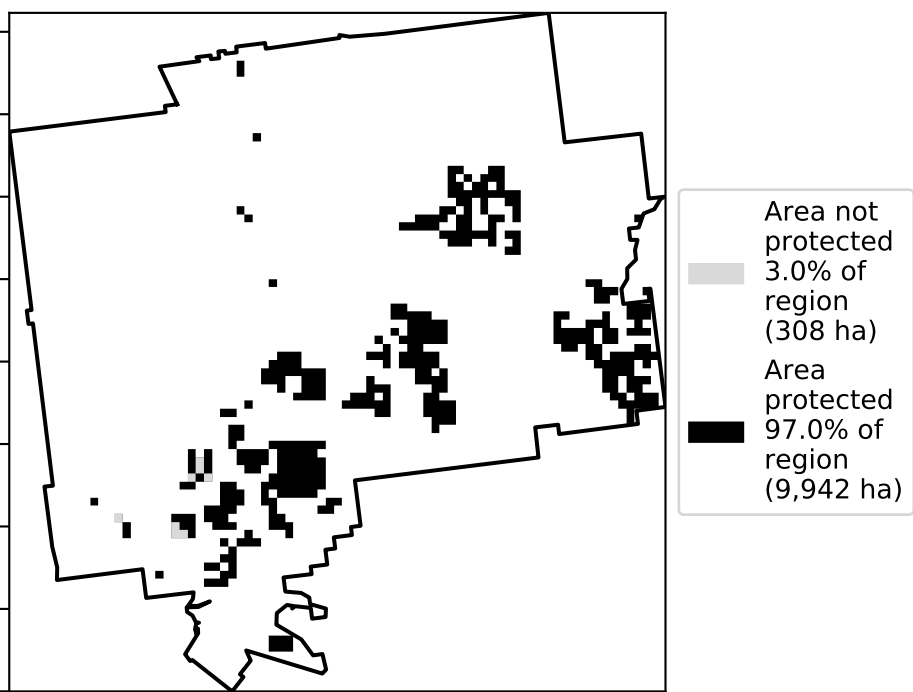 Area not
protected
3.0% of
region
(308 ha)
Area
protected
97.0% of
region
(9,942 ha)